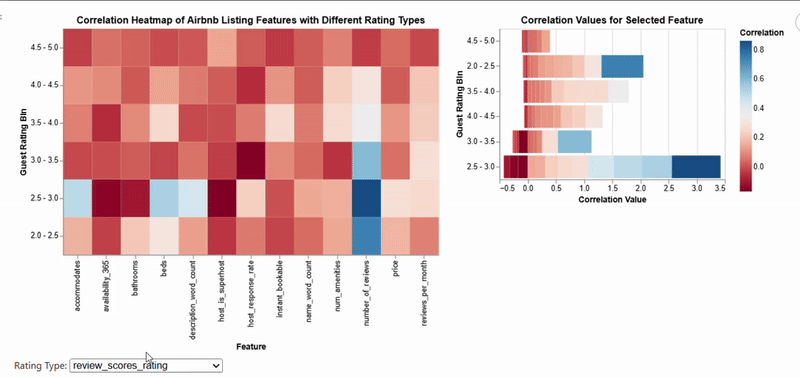 Correlation Heatmap of Airbnb Listing Features with Different Rating Types
Guest Rating Bin
4.5 - 5.0
4.0 - 4.5
3.5 - 4.0
3.0 - 3.5
2.5 - 3.0
2.0 - 2.5
accommodates
availability_365
bathrooms
beds
description_word_count
host_is_superhost
host_response_rate
instant_bookable
name_word_count
num_amenities
number_of_reviews
price
reviews_per_month
Feature
Rating Type: review_scores_rating
Correlation Values for Selected Feature
Guest Rating Bin
4.5 - 5.0
2.0 - 2.5
3.5 - 4.0
4.0 - 4.5
3.0 - 3.5
2.5 - 3.0
−0.5 0.0 0.5 1.0 1.5 2.0 2.5 3.0 3.5
Correlation Value
Correlation
0.8
0.6
0.4
0.2
0.0